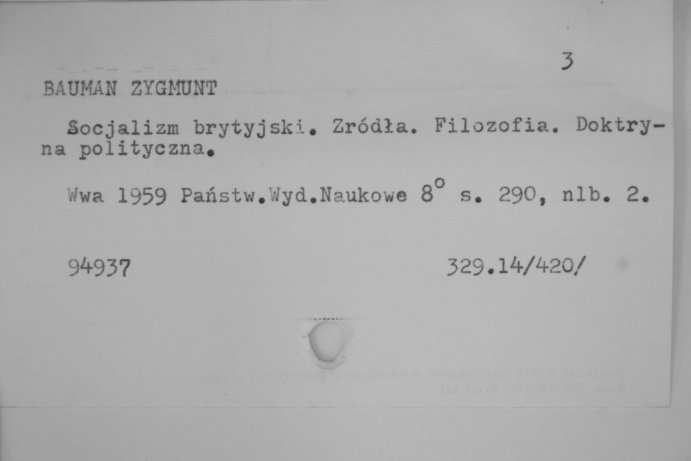 3
BAUMAN ZYGMUNT
Socjalizm brytyjski. Zródła. Filozofia. Doktry-
na polityczna.
Wwa 1959 Państw.Wyd.Naukowe 8° s. 290, nlb. 2.
94937 329.14/420/